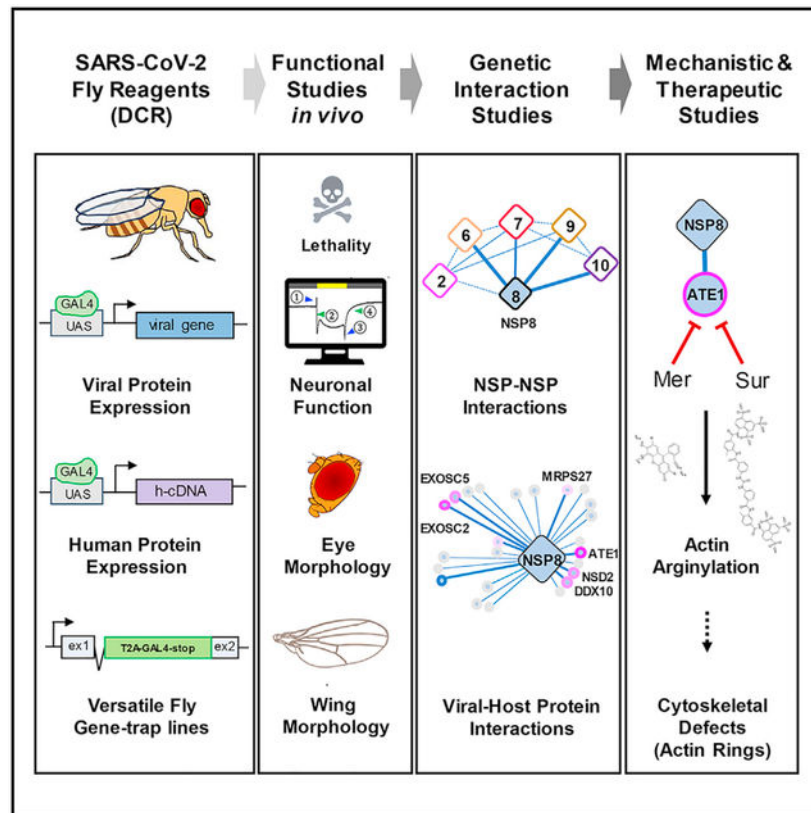 SARS-CoV-2
Fly Reagents
(DCR)
Functional
Studies
in vivo
Genetic
Interaction
Studies
Mechanistic &
Therapeutic
Studies
GAL4
UAS
viral gene
Viral Protein
Expression
GAL4
UAS
h-cDNA
Human Protein
Expression
ex1
T2A-GAL4-stop
ex2
Versatile Fly
Gene-trap lines
Lethality
①
②
③
④
Neuronal
Function
Eye
Morphology
Wing
Morphology
6
7
9
2
8
10
NSP8
NSP-NSP
Interactions
EXOSC5
MRPS27
EXOSC2
NSP8
ATE1
NSD2
DDX10
Viral-Host Protein
Interactions
NSP8
ATE1
Mer
Sur
Actin
Arginylation
Cytoskeletal
Defects
(Actin Rings)